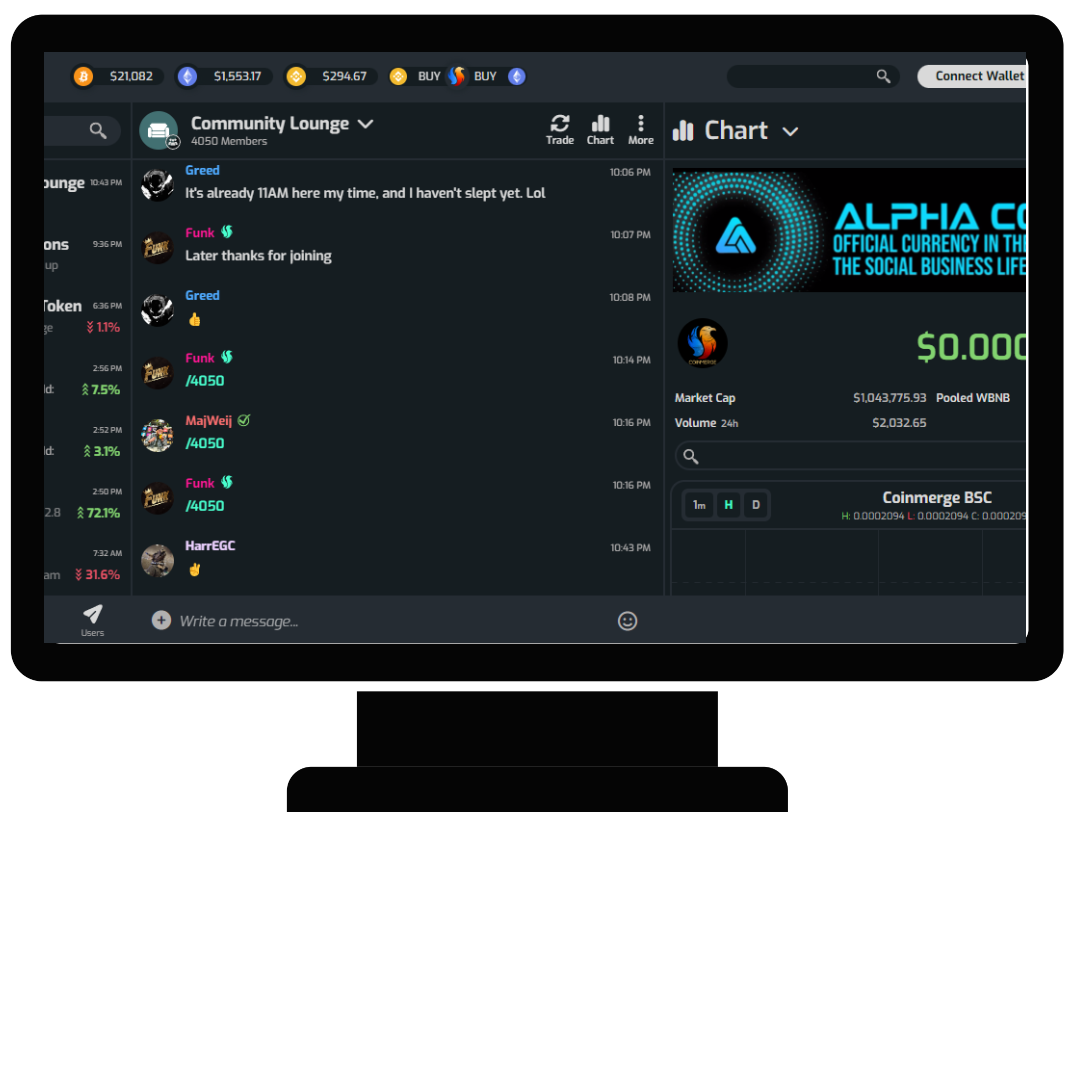 $21,082 $1,553.17 $294.67 BUY BUY
Connect Wallet
Community Lounge
4050 Members
Trade Chart More
Chart
ounge 10:43 PM
ons 9:36 PM
up
Token 6:36 PM
ge 1.1%
2:56 PM
ld: 7.5%
2:52 PM
ld: 3.1%
2:50 PM
2.8 72.1%
7:32 AM
am 31.6%
Users
Greed 10:06 PM
It's already 11AM here my time, and I haven't slept yet. Lol
Funk 10:07 PM
Later thanks for joining
Greed 10:08 PM
👍
Funk 10:14 PM
/4050
MajWeij 10:16 PM
/4050
Funk 10:16 PM
/4050
HarrEGC 10:43 PM
✌
Write a message...
ALPHA CO
OFFICIAL CURRENCY IN THE
THE SOCIAL BUSINESS LIFE
COINMERGE
$0.000
Market Cap $1,043,775.93 Pooled WBNB
Volume 24h $2,032.65
1m H D
Coinmerge BSC
H: 0.0002094 L: 0.0002094 C: 0.000209